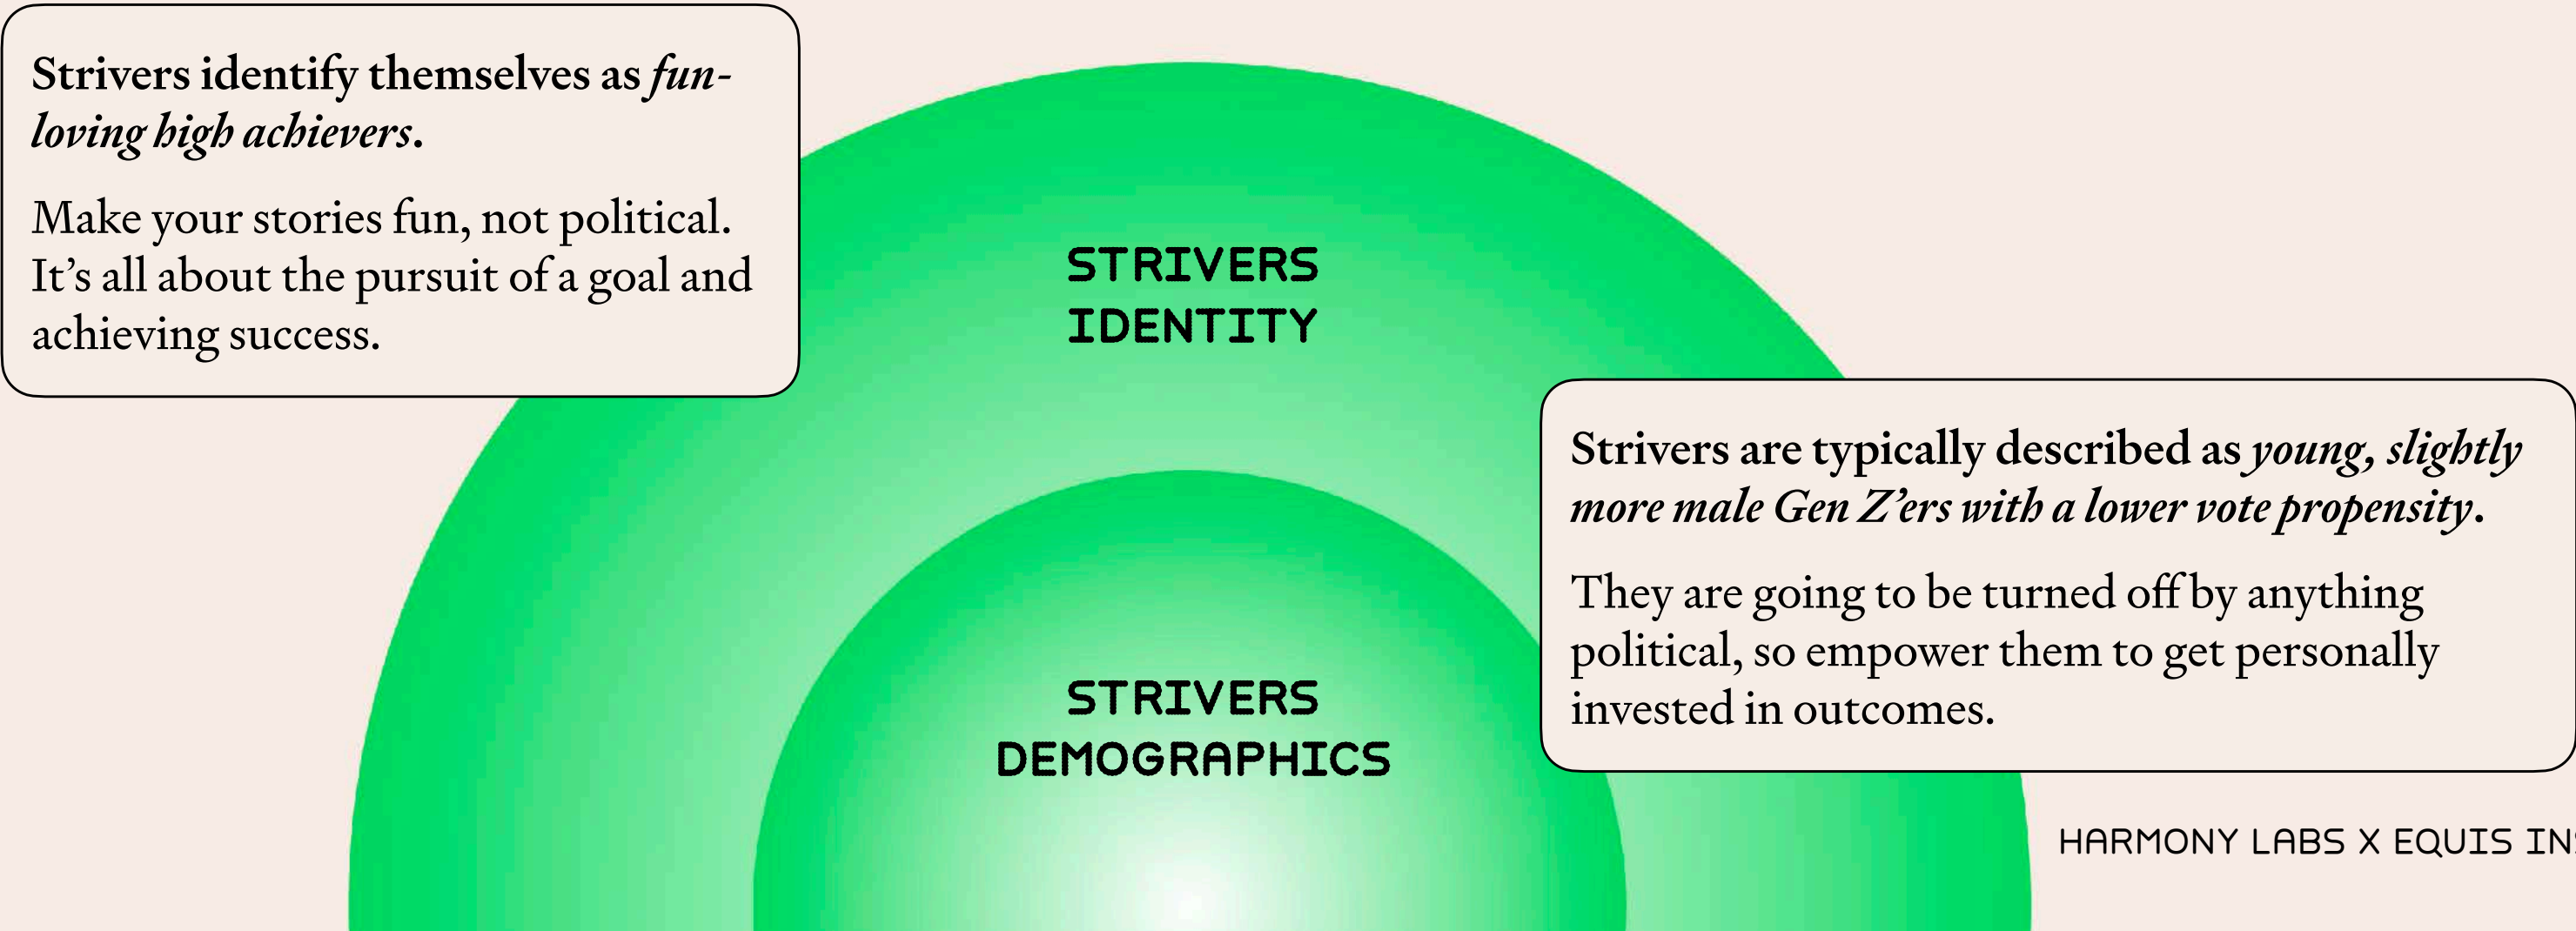 Strivers identify themselves as fun-
loving high achievers.
Make your stories fun, not political.
It’s all about the pursuit of a goal and
achieving success.
STRIVERS
IDENTITY
Strivers are typically described as young, slightly
more male Gen Z’ers with a lower vote propensity.
They are going to be turned off by anything
political, so empower them to get personally
invested in outcomes.
STRIVERS
DEMOGRAPHICS
HARMONY LABS X EQUIS